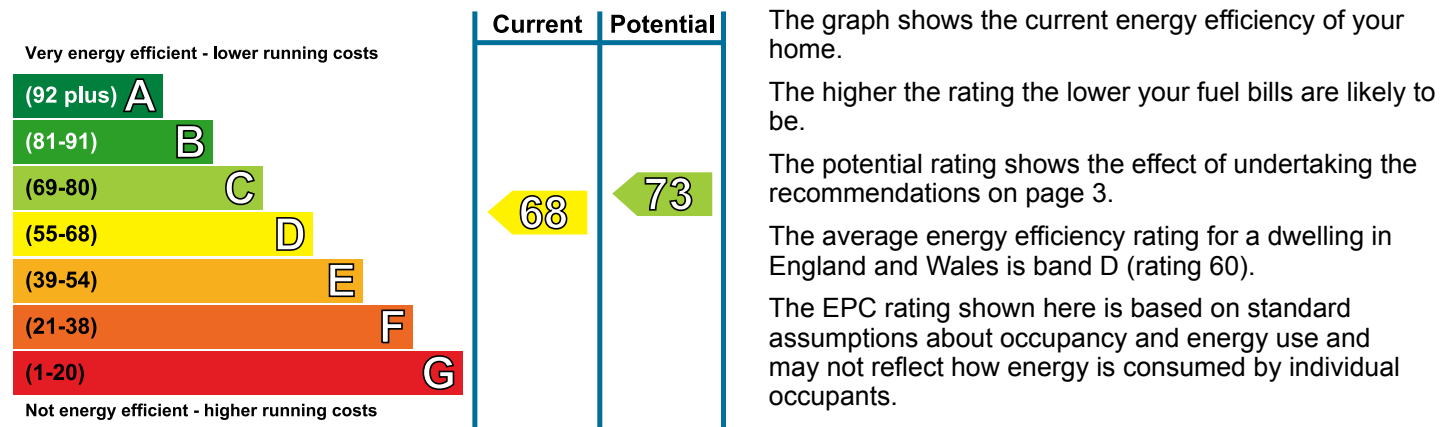 Current Potential
Very energy efficient - lower running costs
(92 plus) A
(81-91) B
(69-80) C
(55-68) D
(39-54) E
(21-38) F
(1-20) G
68
73
Not energy efficient - higher running costs
The graph shows the current energy efficiency of your
home.
The higher the rating the lower your fuel bills are likely to
be.
The potential rating shows the effect of undertaking the
recommendations on page 3.
The average energy efficiency rating for a dwelling in
England and Wales is band D (rating 60).
The EPC rating shown here is based on standard
assumptions about occupancy and energy use and
may not reflect how energy is consumed by individual
occupants.